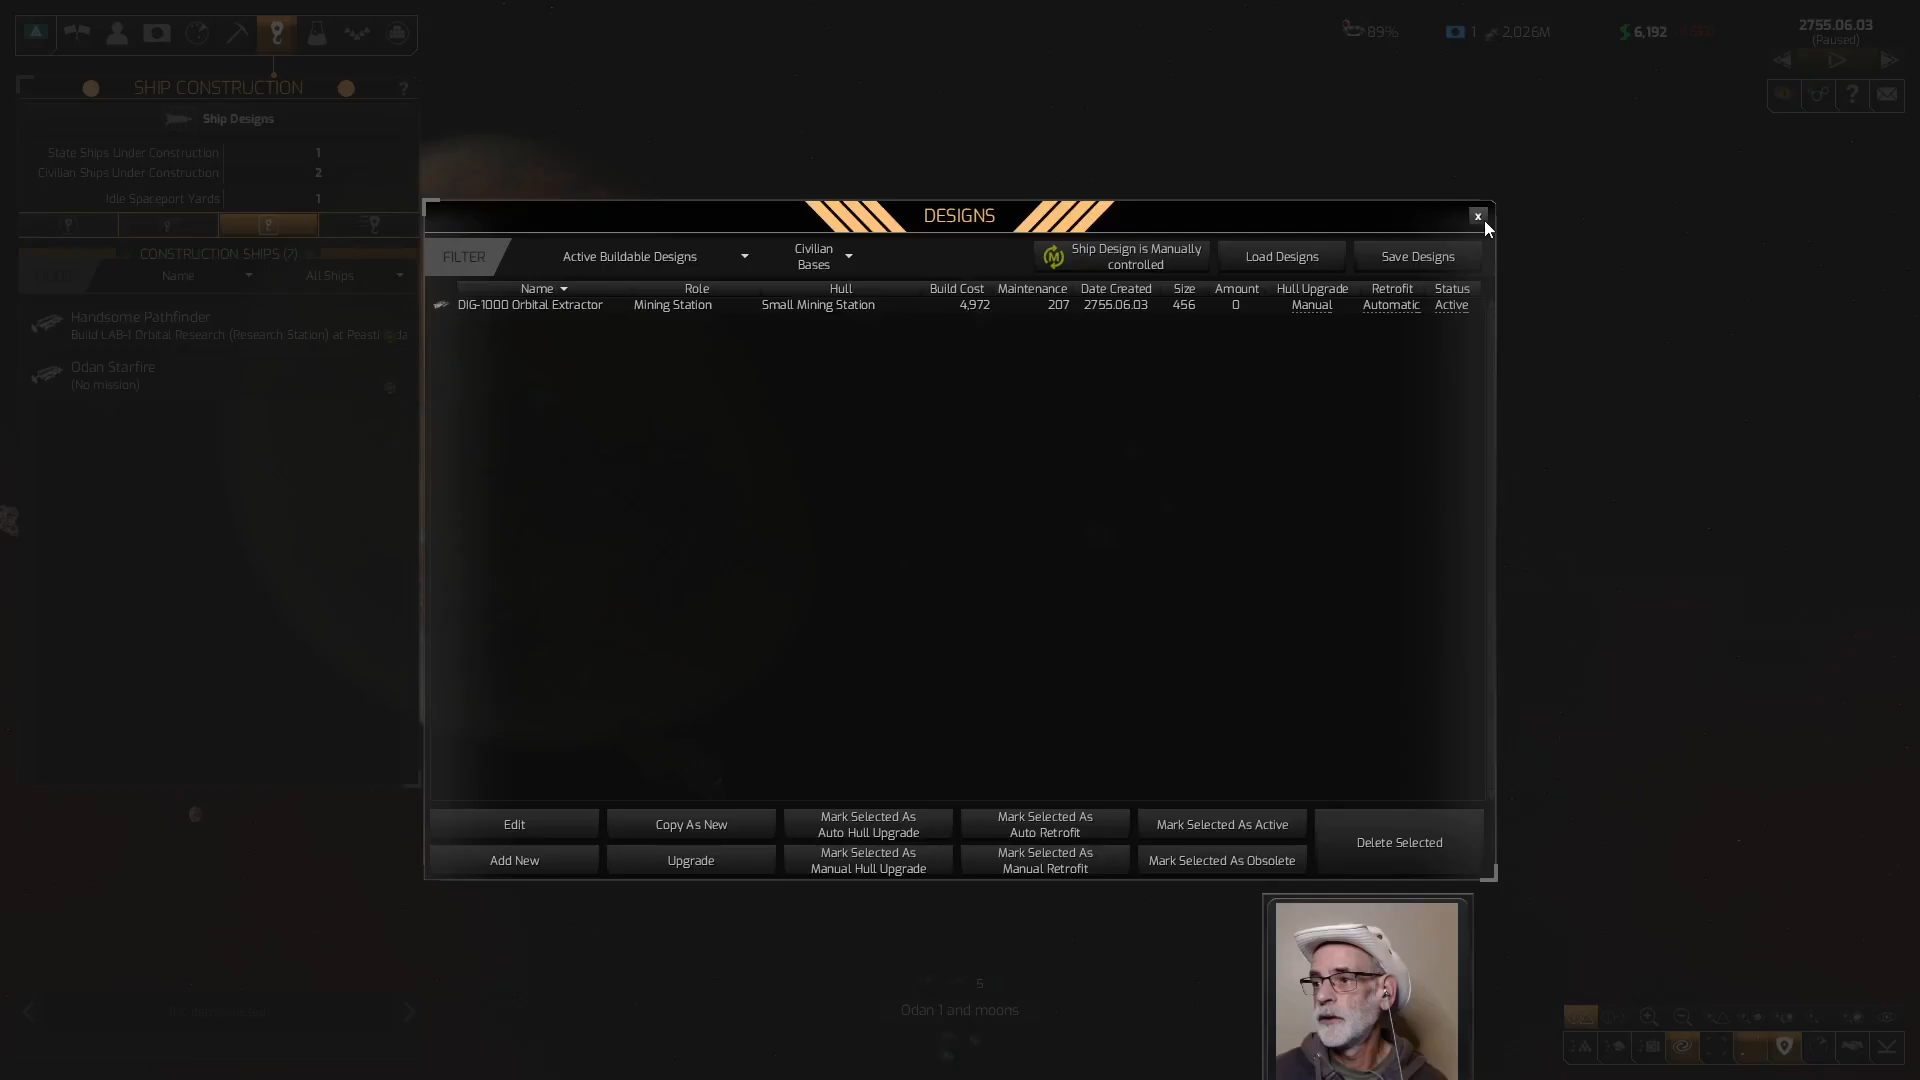 89%
1
2,026M
6,192
2755.06.03
(Paused)
SHIP CONSTRUCTION
?
?
Ship Designs
State Ships Under Construction 1
Civilian Ships Under Construction 2
Idle Spaceport Yards 1
CONSTRUCTION SHIPS (2)
Name
All Ships
Handsome Pathfinder
Build LAB-1 Orbital Research (Research Station) at Peasti
Odan Starfire
(No mission)
DESIGNS
x
FILTER
Active Buildable Designs
Civilian
Bases
M
Ship Design is Manually
controlled
Load Designs
Save Designs
Name Role Hull Build Cost Maintenance Date Created Size Amount Hull Upgrade Retrofit Status
DIG-1000 Orbital Extractor Mining Station Small Mining Station 4,972 207 2755.06.03 456 0 Manual Automatic Active
Edit
Copy As New
Mark Selected As
Auto Hull Upgrade
Mark Selected As
Auto Retrofit
Mark Selected As Active
Delete Selected
Add New
Upgrade
Mark Selected As
Manual Hull Upgrade
Mark Selected As
Manual Retrofit
Mark Selected As Obsolete
5
Odan 1 and moons